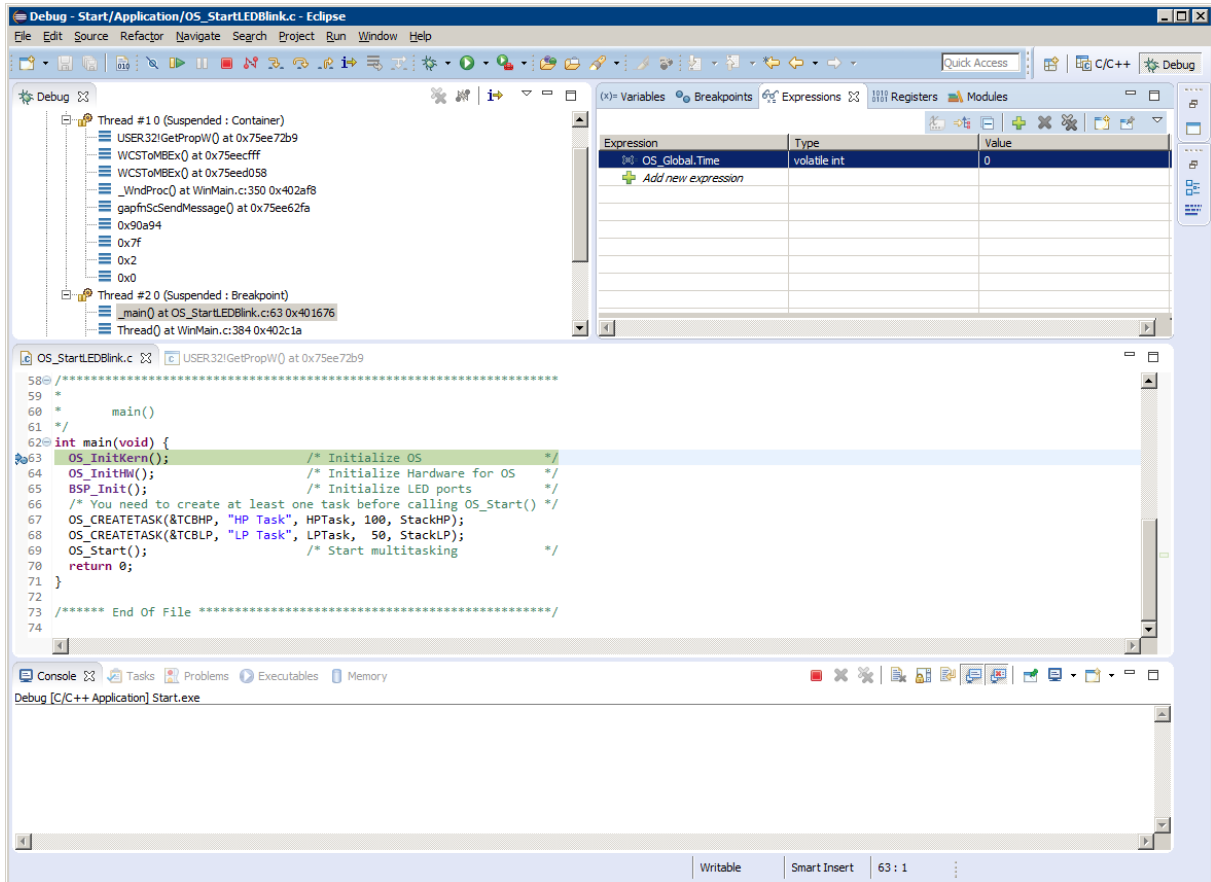 Debug - Start/Application/OS_StartLEDBlink.c - Eclipse
File Edit Source Refactor Navigate Search Project Run Window Help
Quick Access C/C++ Debug
Debug
Thread #1 0 (Suspended : Container)
USER32!GetPropW() at 0x75ee72b9
WCSToMBEx() at 0x75eecfff
WCSToMBEx() at 0x75eed058
_WndProc() at WinMain.c:350 0x402af8
gapfnScSendMessage() at 0x75ee62fa
0x90a94
0x7f
0x2
0x0
Thread #2 0 (Suspended : Breakpoint)
_main() at OS_StartLEDBlink.c:63 0x401676
Thread() at WinMain.c:384 0x402c1a
(x)= Variables Breakpoints Expressions Registers Modules
Expression Type Value
OS_Global.Time volatile int 0
Add new expression
OS_StartLEDBlink.c USER32!GetPropW() at 0x75ee72b9
58 /*********************************************************************
59 *
60 * main()
61 */
62 int main(void) {
63 OS_InitKern(); /* Initialize OS */
64 OS_InitHW(); /* Initialize Hardware for OS */
65 BSP_Init(); /* Initialize LED ports */
66 /* You need to create at least one task before calling OS_Start() */
67 OS_CREATETASK(&TCBHP, "HP Task", HPTask, 100, StackHP);
68 OS_CREATETASK(&TCBLP, "LP Task", LPTask, 50, StackLP);
69 OS_Start(); /* Start multitasking */
70 return 0;
71 }
72
73 /****** End Of File *************************************************/
74
Console Tasks Problems Executables Memory
Debug [C/C++ Application] Start.exe
Writable Smart Insert 63 : 1